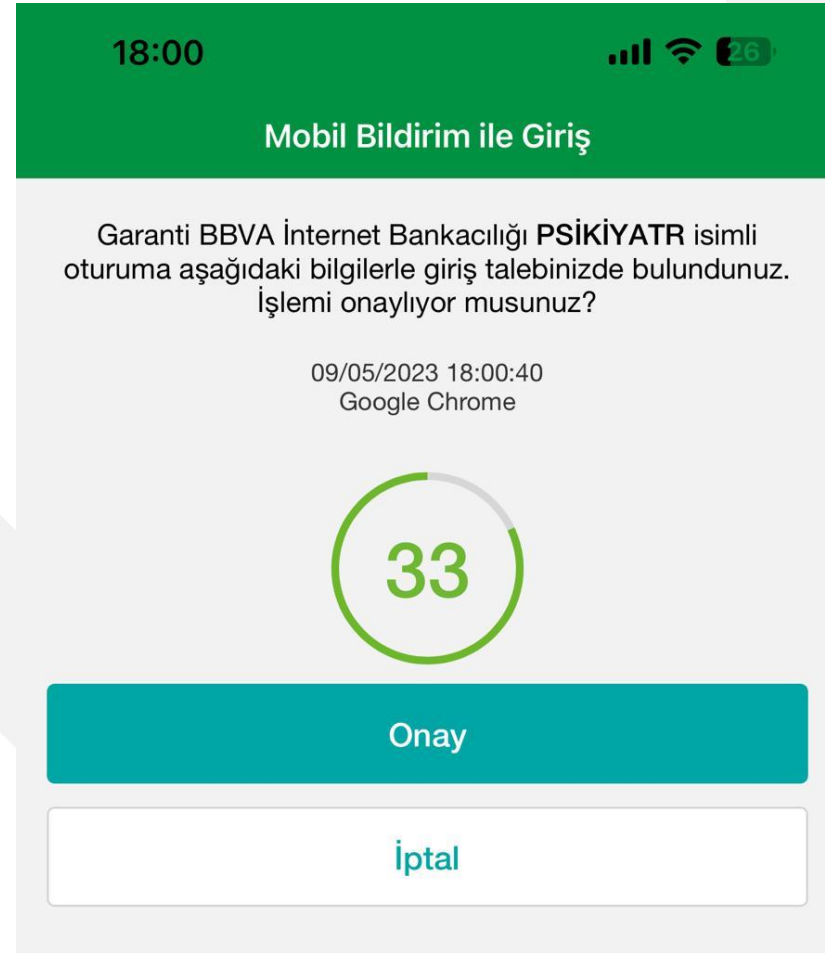 18:00
26
Mobil Bildirim ile Giriş
Garanti BBVA İnternet Bankacılığı PSİKİYATR isimli
oturuma aşağıdaki bilgilerle giriş talebinizde bulundunuz.
İşlemi onaylıyor musunuz?
09/05/2023 18:00:40
Google Chrome
33
Onay
İptal